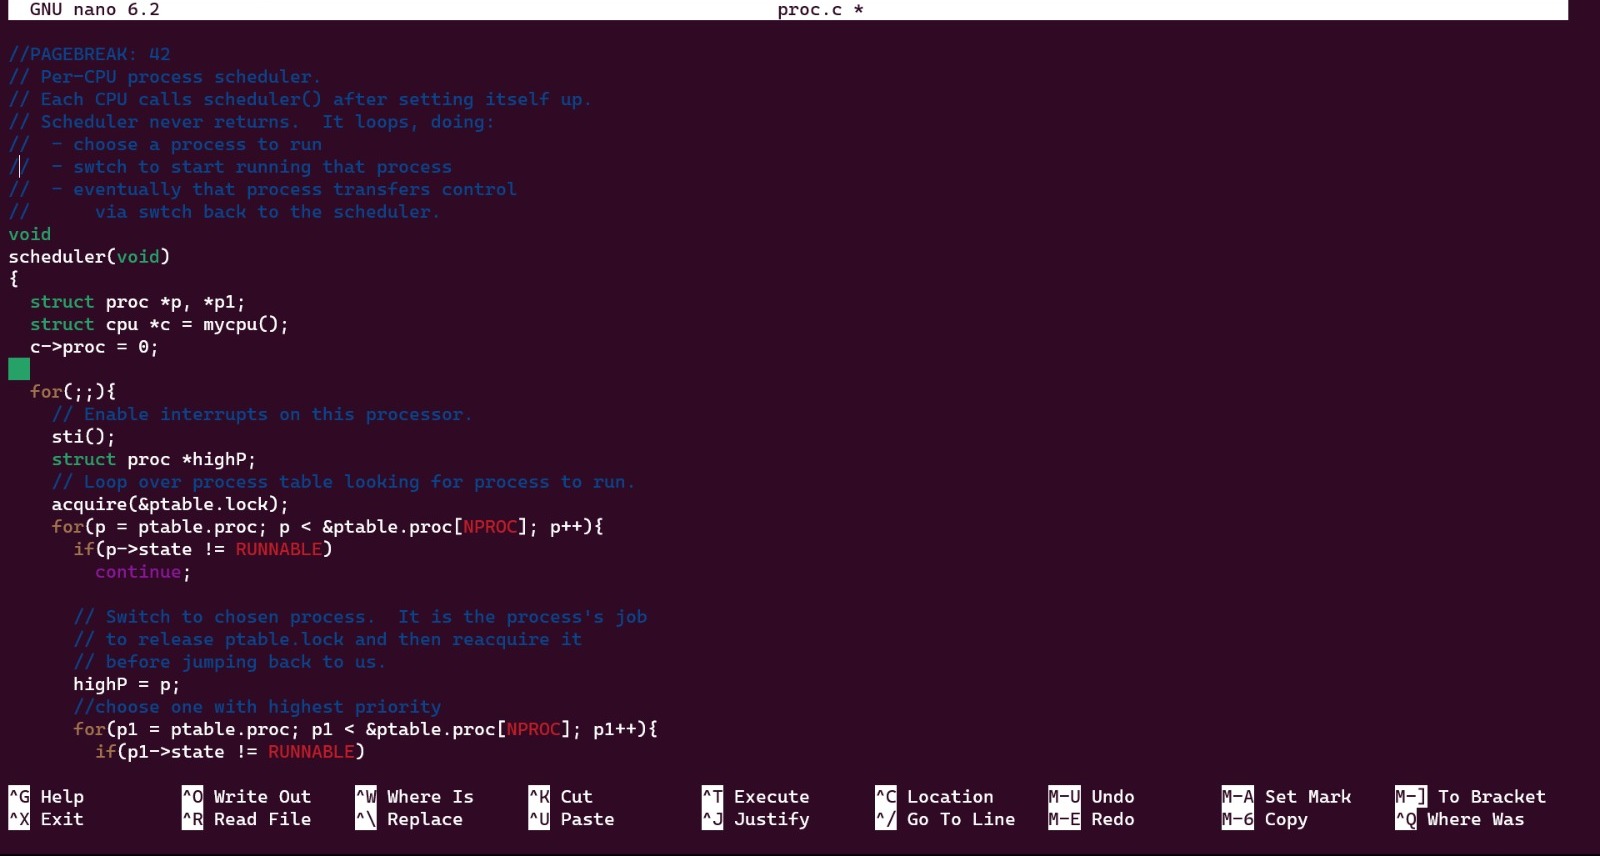 GNU nano 6.2 proc.c *
//PAGEBREAK: 42
// Per-CPU process scheduler.
// Each CPU calls scheduler() after setting itself up.
// Scheduler never returns.  It loops, doing:
//  - choose a process to run
//  - swtch to start running that process
//  - eventually that process transfers control
//      via swtch back to the scheduler.
void
scheduler(void)
{
  struct proc *p, *p1;
  struct cpu *c = mycpu();
  c->proc = 0;
  for(;;){
    // Enable interrupts on this processor.
    sti();
    struct proc *highP;
    // Loop over process table looking for process to run.
    acquire(&ptable.lock);
    for(p = ptable.proc; p < &ptable.proc[NPROC]; p++){
      if(p->state != RUNNABLE)
        continue;
      // Switch to chosen process.  It is the process's job
      // to release ptable.lock and then reacquire it
      // before jumping back to us.
      highP = p;
      //choose one with highest priority
      for(p1 = ptable.proc; p1 < &ptable.proc[NPROC]; p1++){
        if(p1->state != RUNNABLE)
^G Help ^O Write Out ^W Where Is ^K Cut ^T Execute ^C Location M-U Undo M-A Set Mark M-] To Bracket
^X Exit ^R Read File ^\ Replace ^U Paste ^J Justify ^/ Go To Line M-E Redo M-6 Copy ^Q Where Was